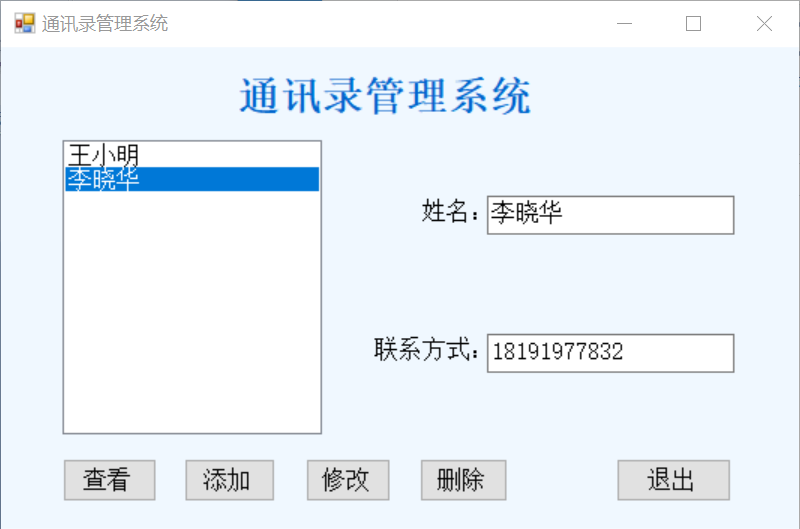 通讯录管理系统
通讯录管理系统
王小明
李晓华
姓名：李晓华
联系方式：18191977832
查看 添加 修改 删除 退出